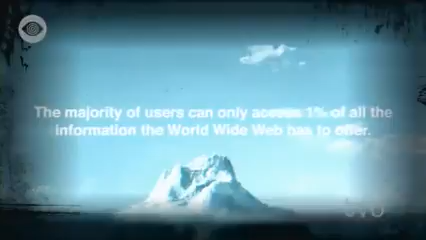 The majority of users can only access 1% of all the
information the World Wide Web has to offer.